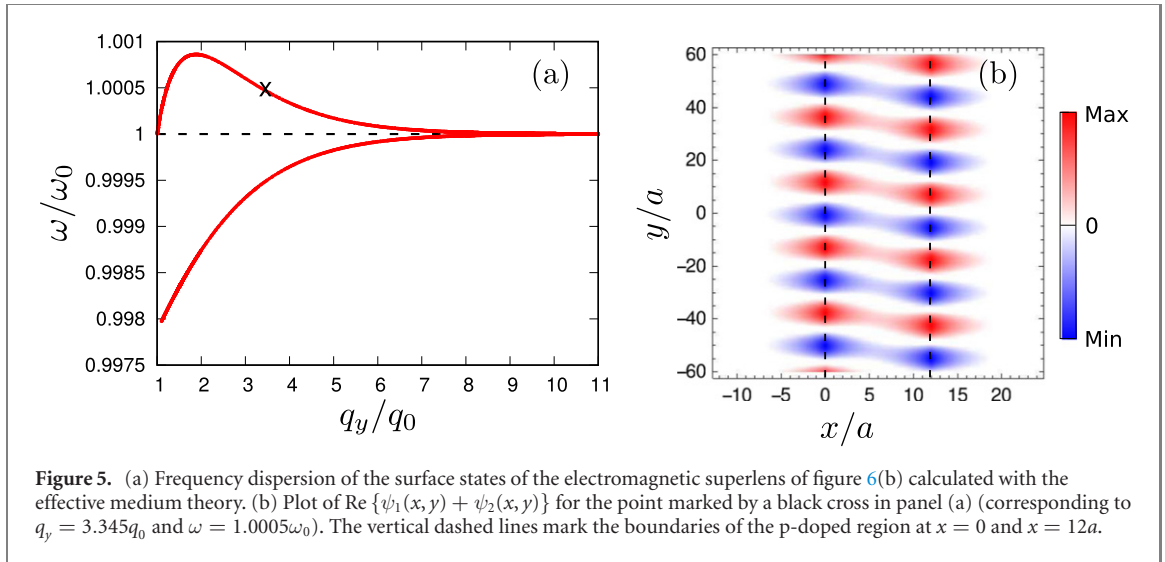 1.001
1.0005
1
0.9995
0.999
0.9985
0.998
0.9975
ω/ω₀
(a)
x
1 2 3 4 5 6 7 8 9 10 11
q_y/q_0
60
40
20
0
−20
−40
−60
y/a
(b)
−10 −5 0 5 10 15 20
x/a
Max
0
Min
Figure 5. (a) Frequency dispersion of the surface states of the electromagnetic superlens of figure 6(b) calculated with the
effective medium theory. (b) Plot of Re {ψ₁(x, y) + ψ₂(x, y)} for the point marked by a black cross in panel (a) (corresponding to
q_y = 3.345q_0 and ω = 1.0005ω₀). The vertical dashed lines mark the boundaries of the p-doped region at x = 0 and x = 12a.